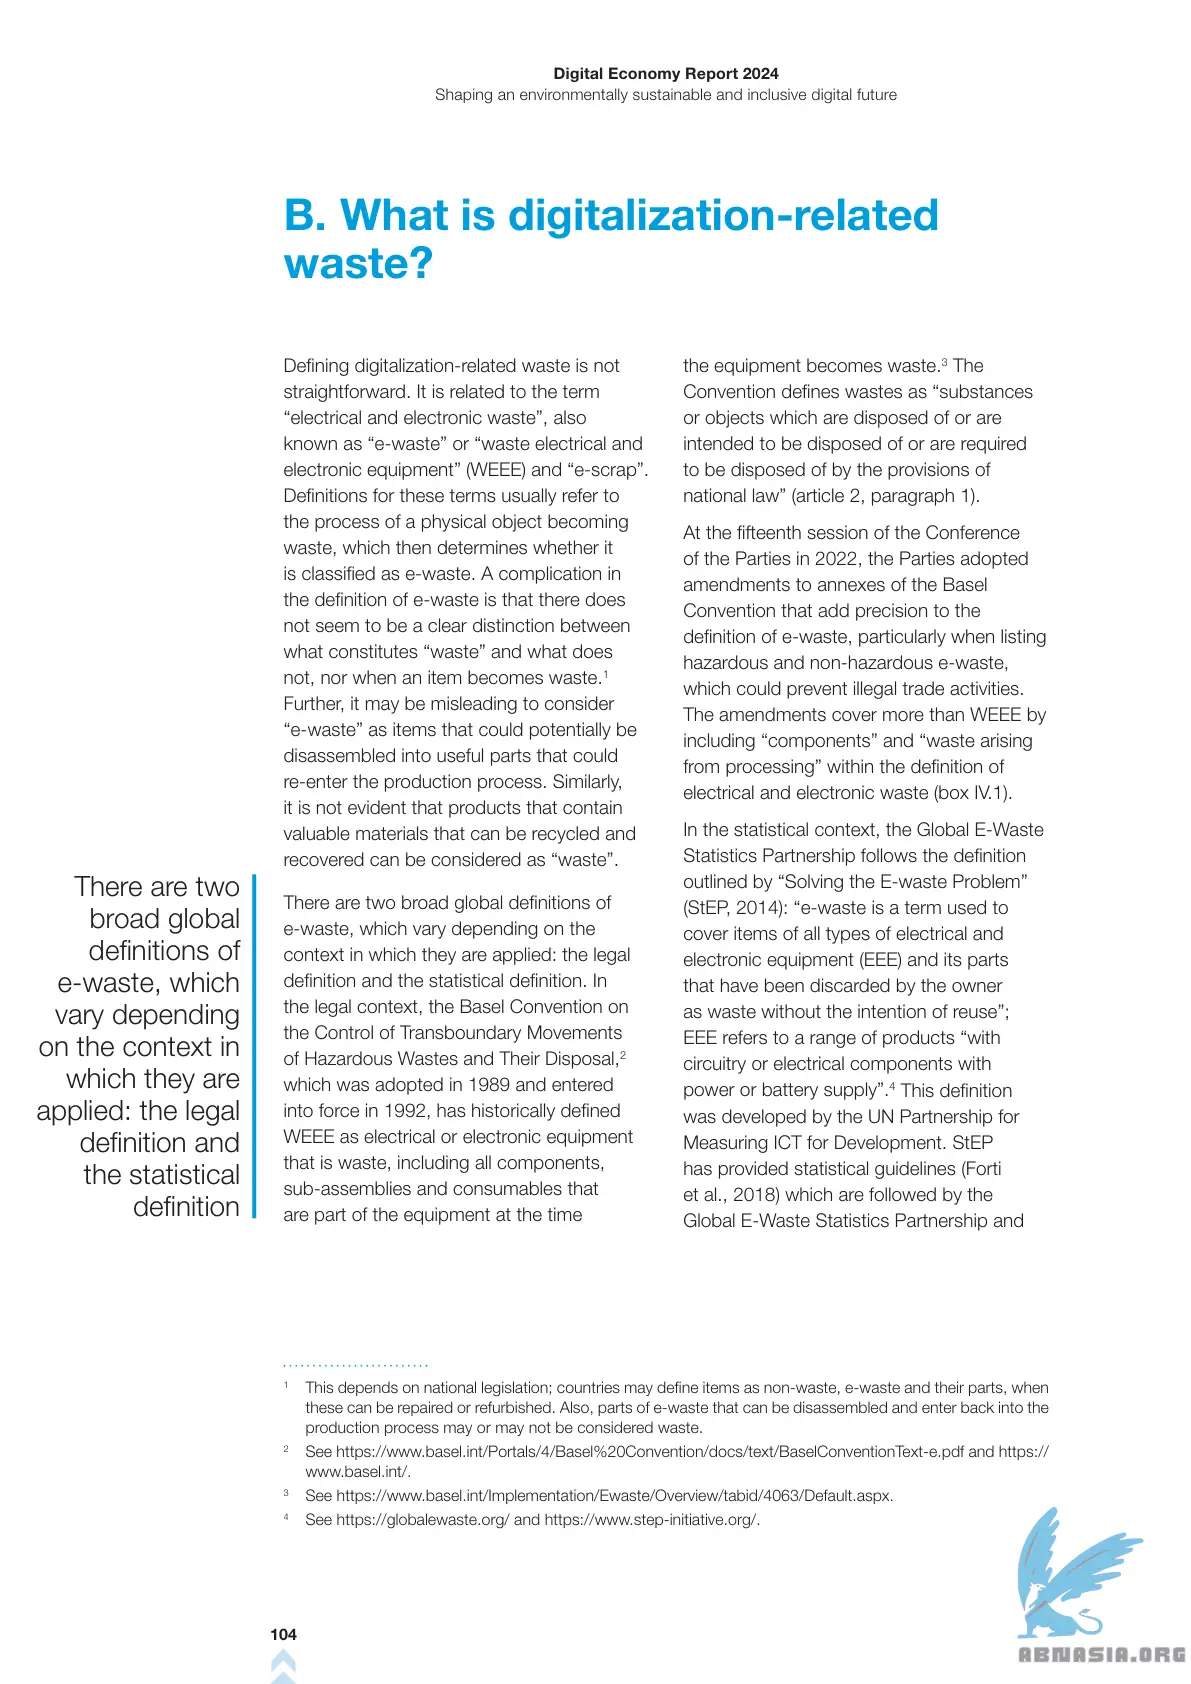 Digital Economy Report 2024
Shaping an environmentally sustainable and inclusive digital future
B. What is digitalization-related
waste?
Defining digitalization-related waste is not
straightforward. It is related to the term
“electrical and electronic waste”, also
known as “e-waste” or “waste electrical and
electronic equipment” (WEEE) and “e-scrap”.
Definitions for these terms usually refer to
the process of a physical object becoming
waste, which then determines whether it
is classified as e-waste. A complication in
the definition of e-waste is that there does
not seem to be a clear distinction between
what constitutes “waste” and what does
not, nor when an item becomes waste.¹
Further, it may be misleading to consider
“e-waste” as items that could potentially be
disassembled into useful parts that could
re-enter the production process. Similarly,
it is not evident that products that contain
valuable materials that can be recycled and
recovered can be considered as “waste”.
There are two broad global definitions of
e-waste, which vary depending on the
context in which they are applied: the legal
definition and the statistical definition. In
the legal context, the Basel Convention on
the Control of Transboundary Movements
of Hazardous Wastes and Their Disposal,²
which was adopted in 1989 and entered
into force in 1992, has historically defined
WEEE as electrical or electronic equipment
that is waste, including all components,
sub-assemblies and consumables that
are part of the equipment at the time
There are two
broad global
definitions of
e-waste, which
vary depending
on the context in
which they are
applied: the legal
definition and
the statistical
definition
the equipment becomes waste.³ The
Convention defines wastes as “substances
or objects which are disposed of or are
intended to be disposed of or are required
to be disposed of by the provisions of
national law” (article 2, paragraph 1).
At the fifteenth session of the Conference
of the Parties in 2022, the Parties adopted
amendments to annexes of the Basel
Convention that add precision to the
definition of e-waste, particularly when listing
hazardous and non-hazardous e-waste,
which could prevent illegal trade activities.
The amendments cover more than WEEE by
including “components” and “waste arising
from processing” within the definition of
electrical and electronic waste (box IV.1).
In the statistical context, the Global E-Waste
Statistics Partnership follows the definition
outlined by “Solving the E-waste Problem”
(StEP, 2014): “e-waste is a term used to
cover items of all types of electrical and
electronic equipment (EEE) and its parts
that have been discarded by the owner
as waste without the intention of reuse”;
EEE refers to a range of products “with
circuitry or electrical components with
power or battery supply”.⁴ This definition
was developed by the UN Partnership for
Measuring ICT for Development. StEP
has provided statistical guidelines (Forti
et al., 2018) which are followed by the
Global E-Waste Statistics Partnership and
1 This depends on national legislation; countries may define items as non-waste, e-waste and their parts, when
these can be repaired or refurbished. Also, parts of e-waste that can be disassembled and enter back into the
production process may or may not be considered waste.
2 See https://www.basel.int/Portals/4/Basel%20Convention/docs/text/BaselConventionText-e.pdf and https://
www.basel.int/.
3 See https://www.basel.int/Implementation/Ewaste/Overview/tabid/4063/Default.aspx.
4 See https://globalewaste.org/ and https://www.step-initiative.org/.
104
ABNASIA.ORG